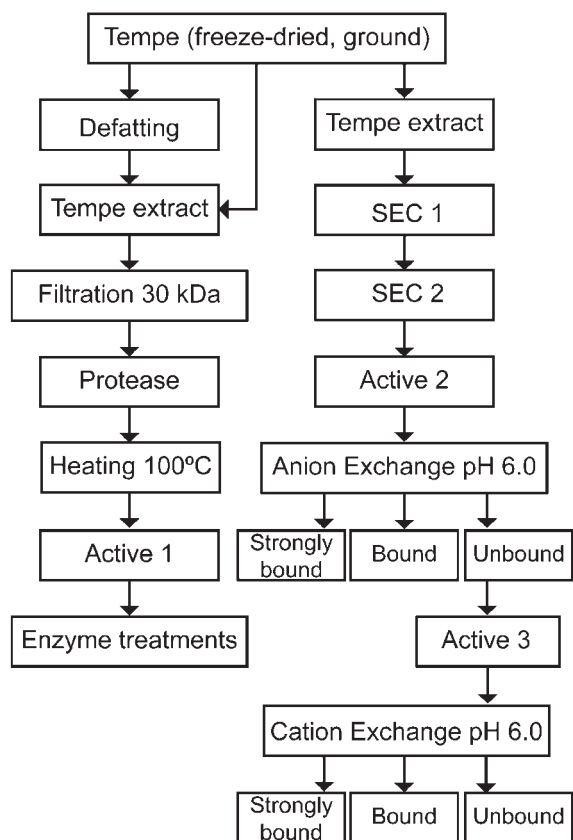 Tempe (freeze-dried, ground)
Defatting
Tempe extract
Filtration 30 kDa
Protease
Heating 100ºC
Active 1
Enzyme treatments
Tempe extract
SEC 1
SEC 2
Active 2
Anion Exchange pH 6.0
Strongly
bound
Bound
Unbound
Active 3
Cation Exchange pH 6.0
Strongly
bound
Bound
Unbound